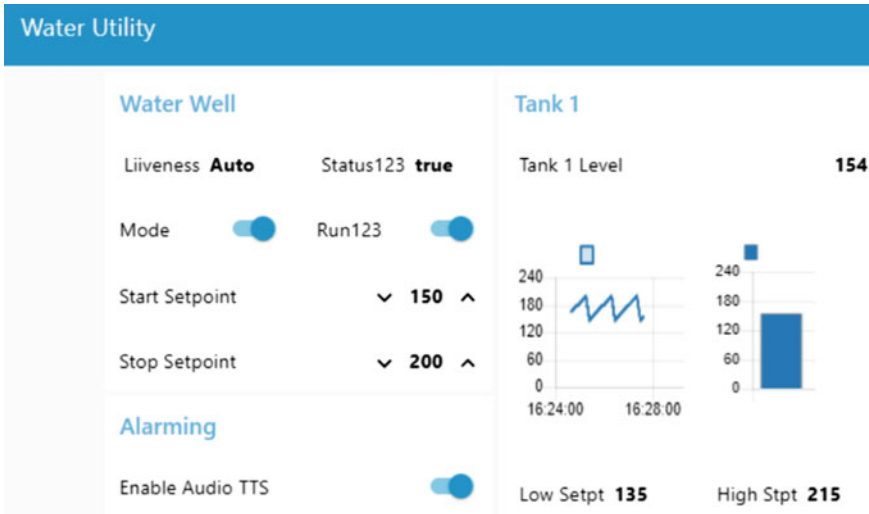 Water Utility
Water Well
Liiveness Auto Status123 true
Mode Run123
Start Setpoint 150
Stop Setpoint 200
Alarming
Enable Audio TTS
Tank 1
Tank 1 Level 154
240
180
120
60
0
16:24:00 16:28:00
240
180
120
60
0
Low Setpt 135 High Stpt 215